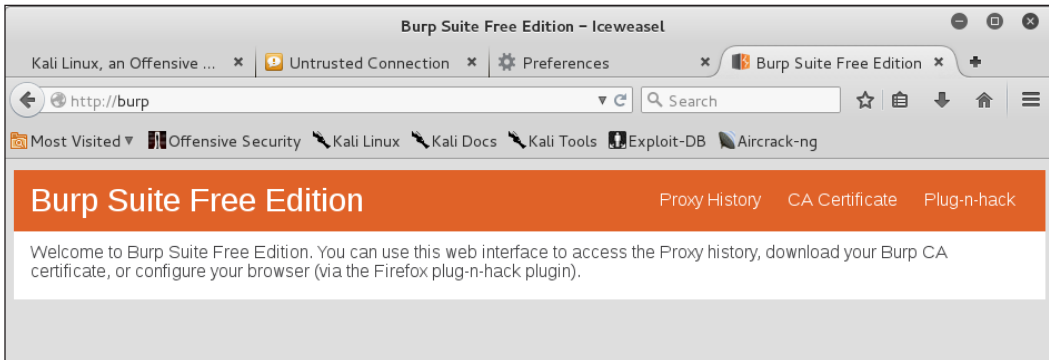 Burp Suite Free Edition – Iceweasel
Kali Linux, an Offensive ...
Untrusted Connection
Preferences
Burp Suite Free Edition
http://burp
Search
Most Visited
Offensive Security
Kali Linux
Kali Docs
Kali Tools
Exploit-DB
Aircrack-ng
Burp Suite Free Edition
Proxy History
CA Certificate
Plug-n-hack
Welcome to Burp Suite Free Edition. You can use this web interface to access the Proxy history, download your Burp CA
certificate, or configure your browser (via the Firefox plug-n-hack plugin).